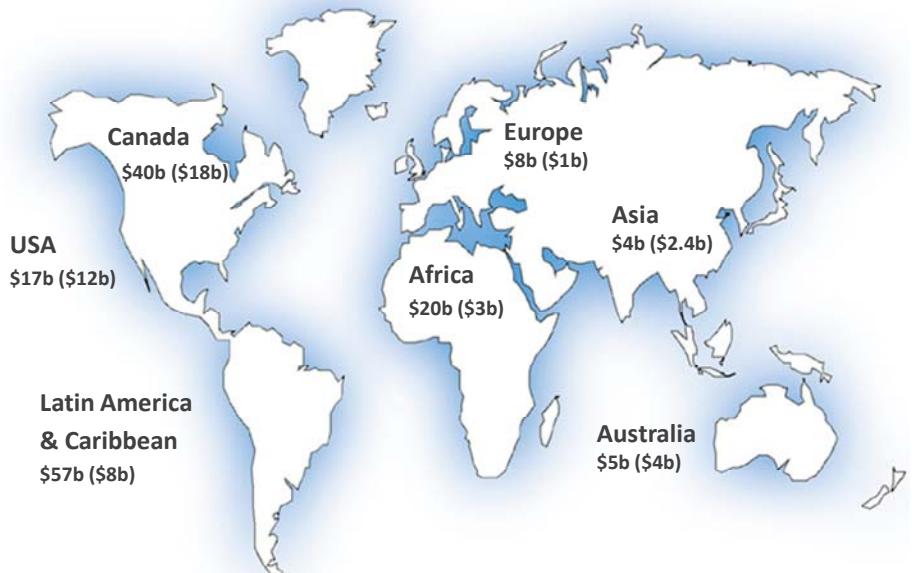 Canada
$40b ($18b)
Europe
$8b ($1b)
USA
$17b ($12b)
Asia
$4b ($2.4b)
Africa
$20b ($3b)
Latin America
& Caribbean
$57b ($8b)
Australia
$5b ($4b)